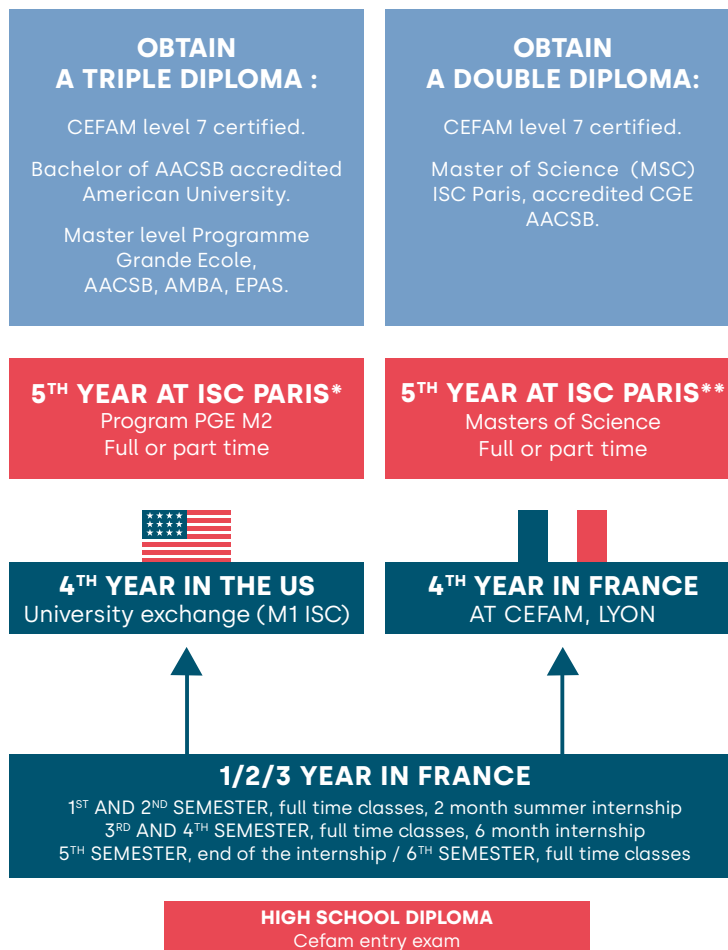 OBTAIN
A TRIPLE DIPLOMA :
CEFAM level 7 certified.
Bachelor of AACSB accredited
American University.
Master level Programme
Grande Ecole,
AACSB, AMBA, EPAS.
OBTAIN
A DOUBLE DIPLOMA:
CEFAM level 7 certified.
Master of Science (MSC)
ISC Paris, accredited CGE
AACSB.
5TH YEAR AT ISC PARIS*
Program PGE M2
Full or part time
5TH YEAR AT ISC PARIS**
Masters of Science
Full or part time
4TH YEAR IN THE US
University exchange (M1 ISC)
4TH YEAR IN FRANCE
AT CEFAM, LYON
1/2/3 YEAR IN FRANCE
1ST AND 2ND SEMESTER, full time classes, 2 month summer internship
3RD AND 4TH SEMESTER, full time classes, 6 month internship
5TH SEMESTER, end of the internship / 6TH SEMESTER, full time classes
HIGH SCHOOL DIPLOMA
Cefam entry exam